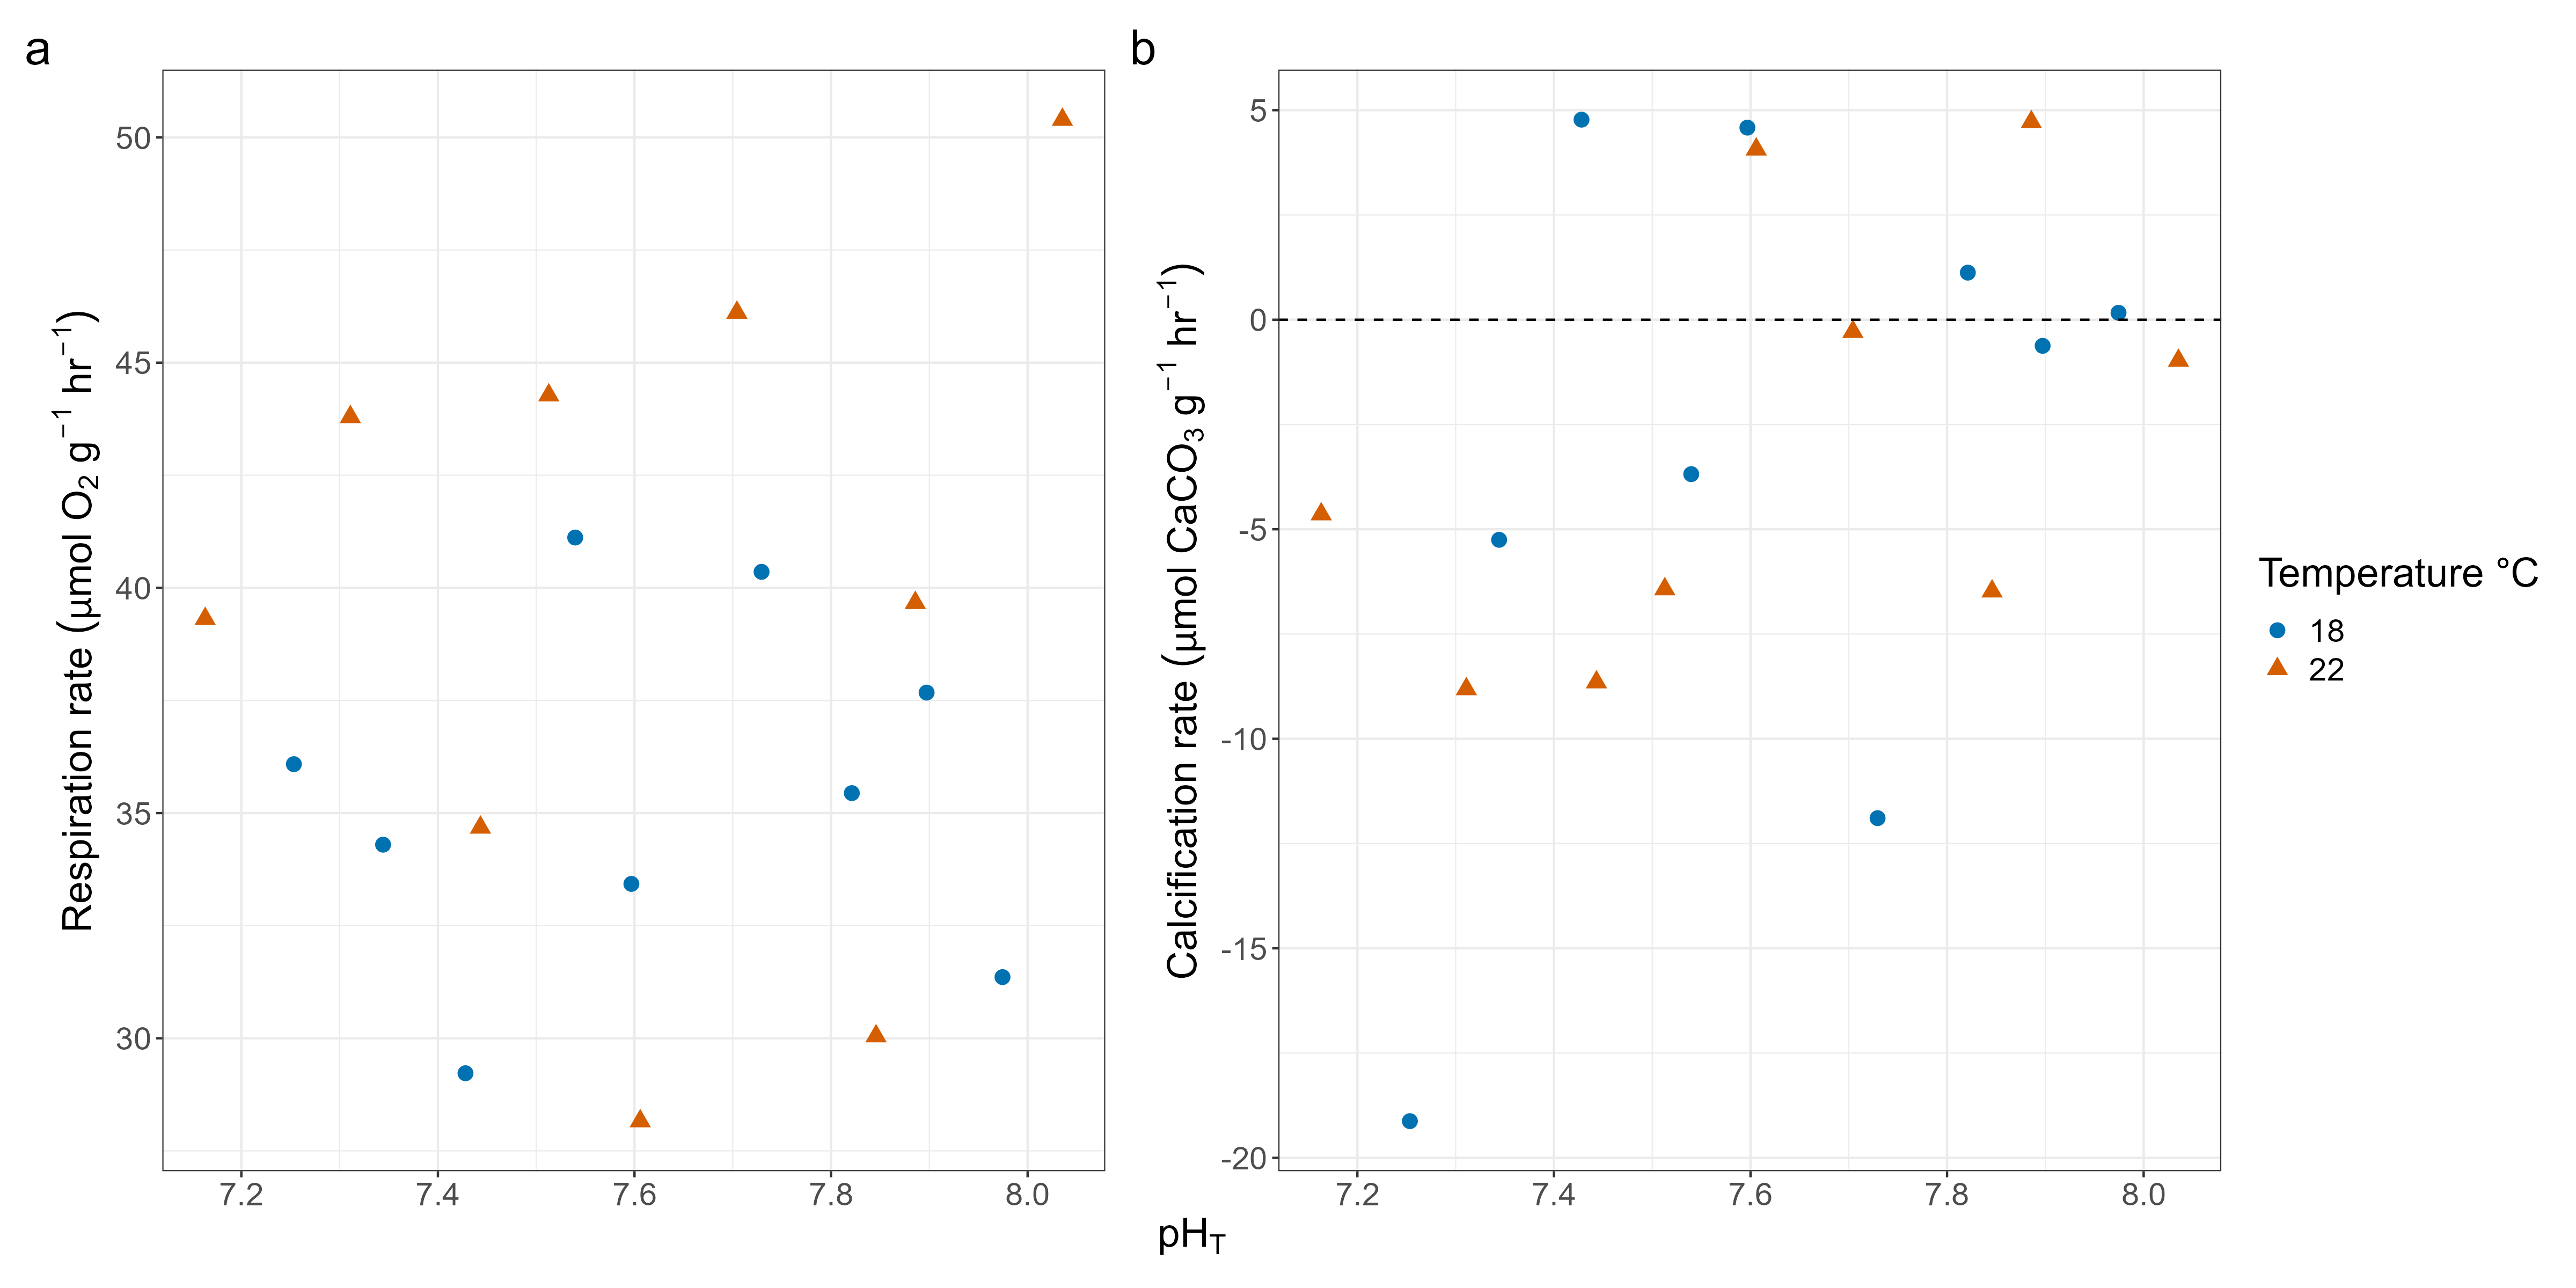 a
Respiration rate (µmol O₂ g⁻¹ hr⁻¹)
50
45
40
35
30
7.2 7.4 7.6 7.8 8.0
b
Calcification rate (µmol CaCO₃ g⁻¹ hr⁻¹)
5
0
-5
-10
-15
-20
7.2 7.4 7.6 7.8 8.0
pH_T
Temperature °C
18
22